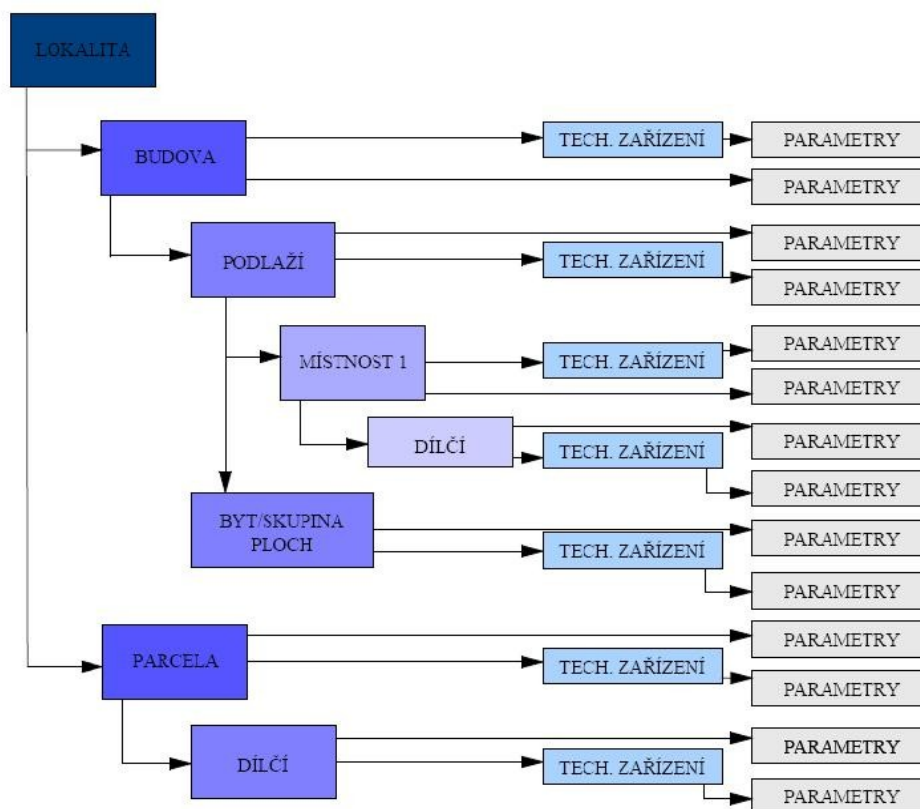 LOKALITA
BUDOVA
TECH. ZAŘÍZENÍ
PARAMETRY
PARAMETRY
PODLAŽÍ
PARAMETRY
TECH. ZAŘÍZENÍ
PARAMETRY
MÍSTNOST 1
TECH. ZAŘÍZENÍ
PARAMETRY
PARAMETRY
DÍLČÍ
PARAMETRY
TECH. ZAŘÍZENÍ
PARAMETRY
BYT/SKUPINA
PLOCH
PARAMETRY
TECH. ZAŘÍZENÍ
PARAMETRY
PARCELA
PARAMETRY
TECH. ZAŘÍZENÍ
PARAMETRY
DÍLČÍ
PARAMETRY
TECH. ZAŘÍZENÍ
PARAMETRY